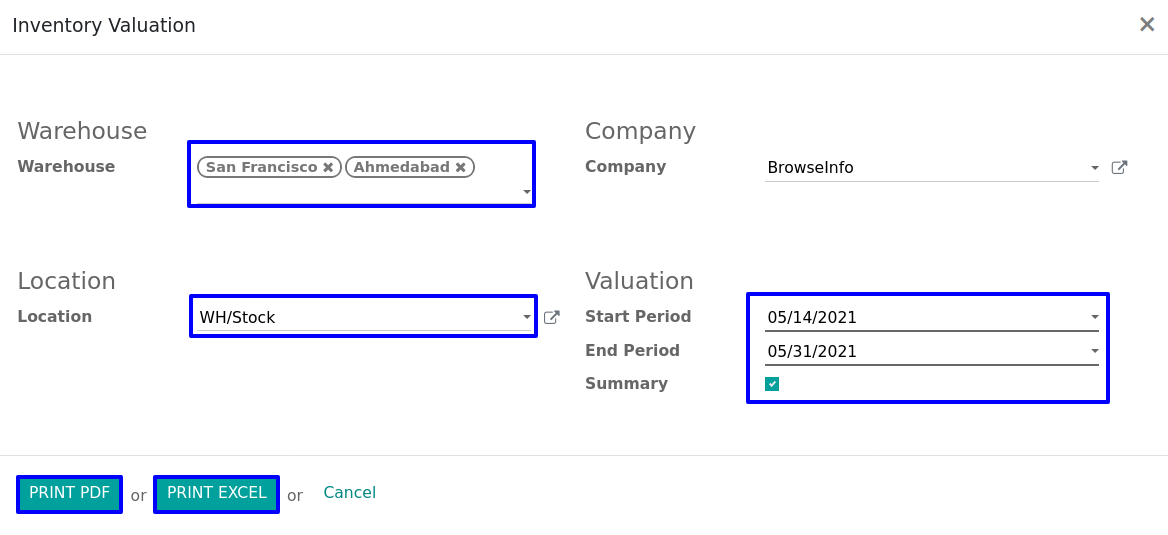 Inventory Valuation
Warehouse
Warehouse San Francisco Ahmedabad
Company
Company BrowseInfo
Location
Location WH/Stock
Valuation
Start Period 05/14/2021
End Period 05/31/2021
Summary
PRINT PDF or PRINT EXCEL or Cancel